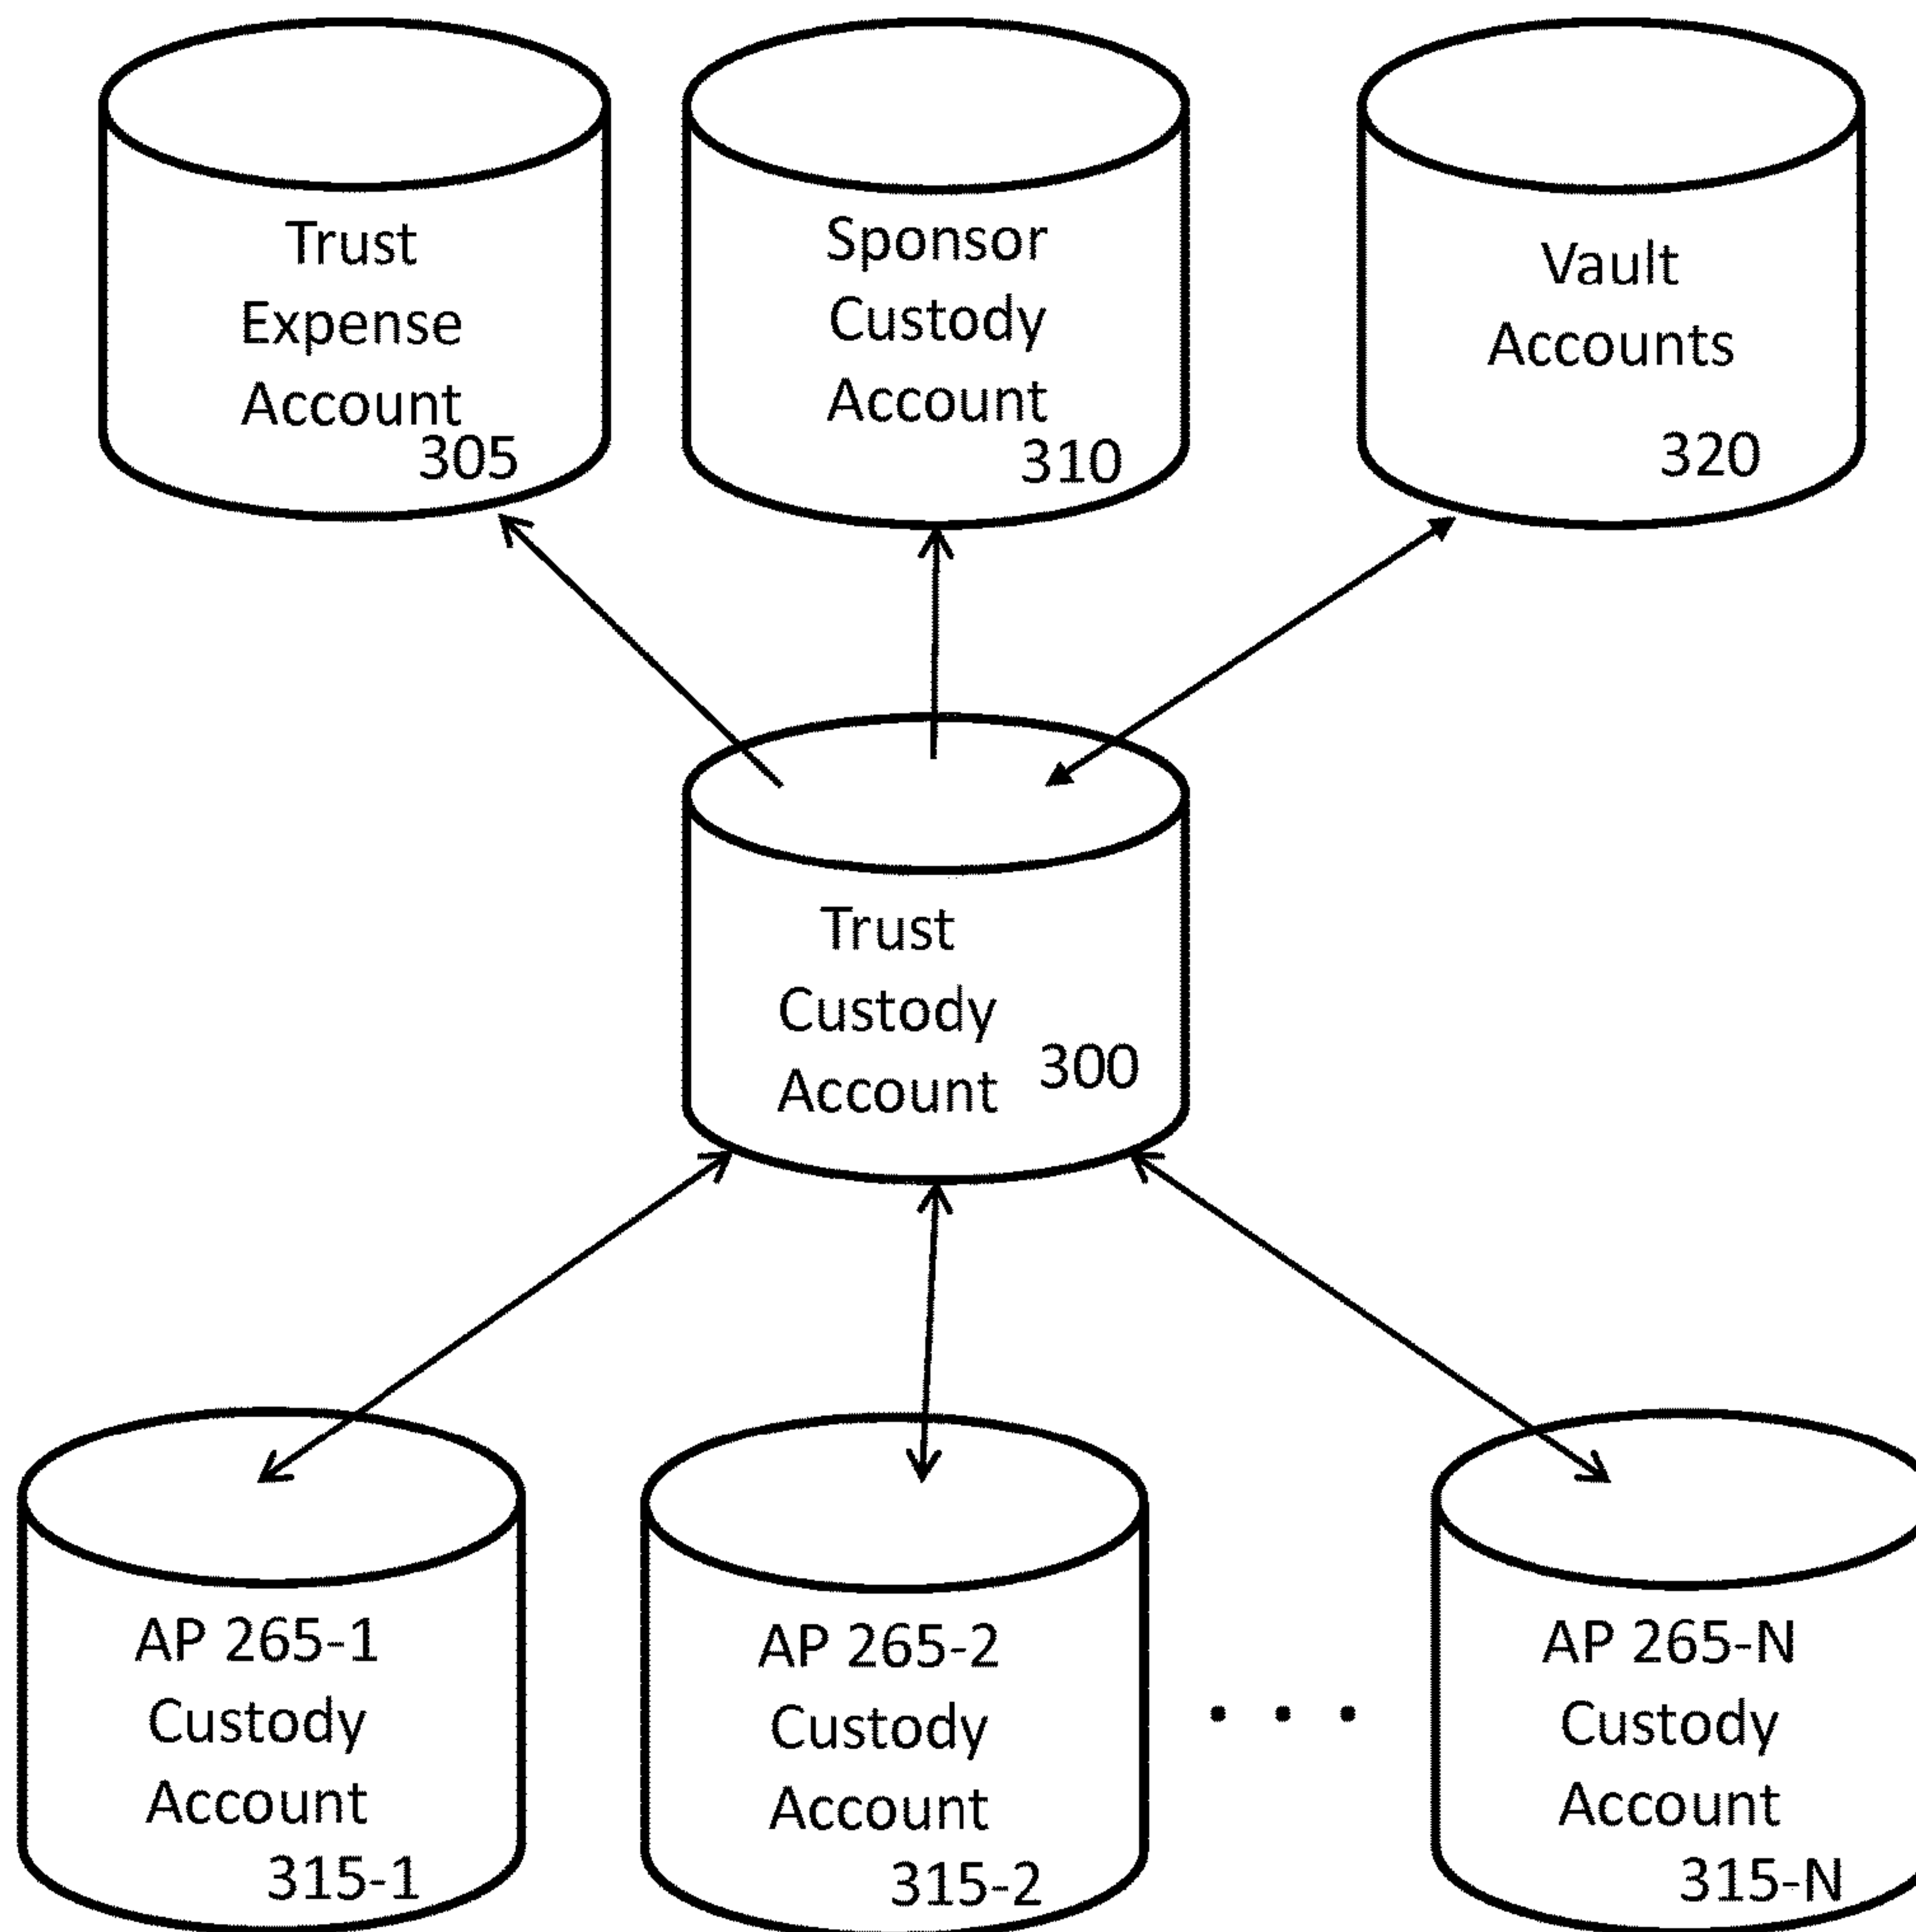 Trust
Expense
Account
305
Sponsor
Custody
Account
310
Vault
Accounts
320
Trust
Custody
Account
300
AP 265-1
Custody
Account
315-1
AP 265-2
Custody
Account
315-2
. . .
AP 265-N
Custody
Account
315-N